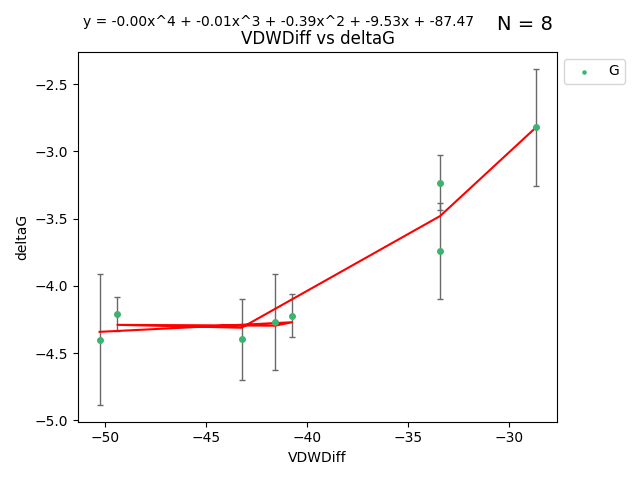 y = -0.00x^4 + -0.01x^3 + -0.39x^2 + -9.53x + -87.47
N = 8
VDWDiff vs deltaG
G
−2.5
−3.0
−3.5
−4.0
−4.5
−5.0
deltaG
−50
−45
−40
−35
−30
VDWDiff